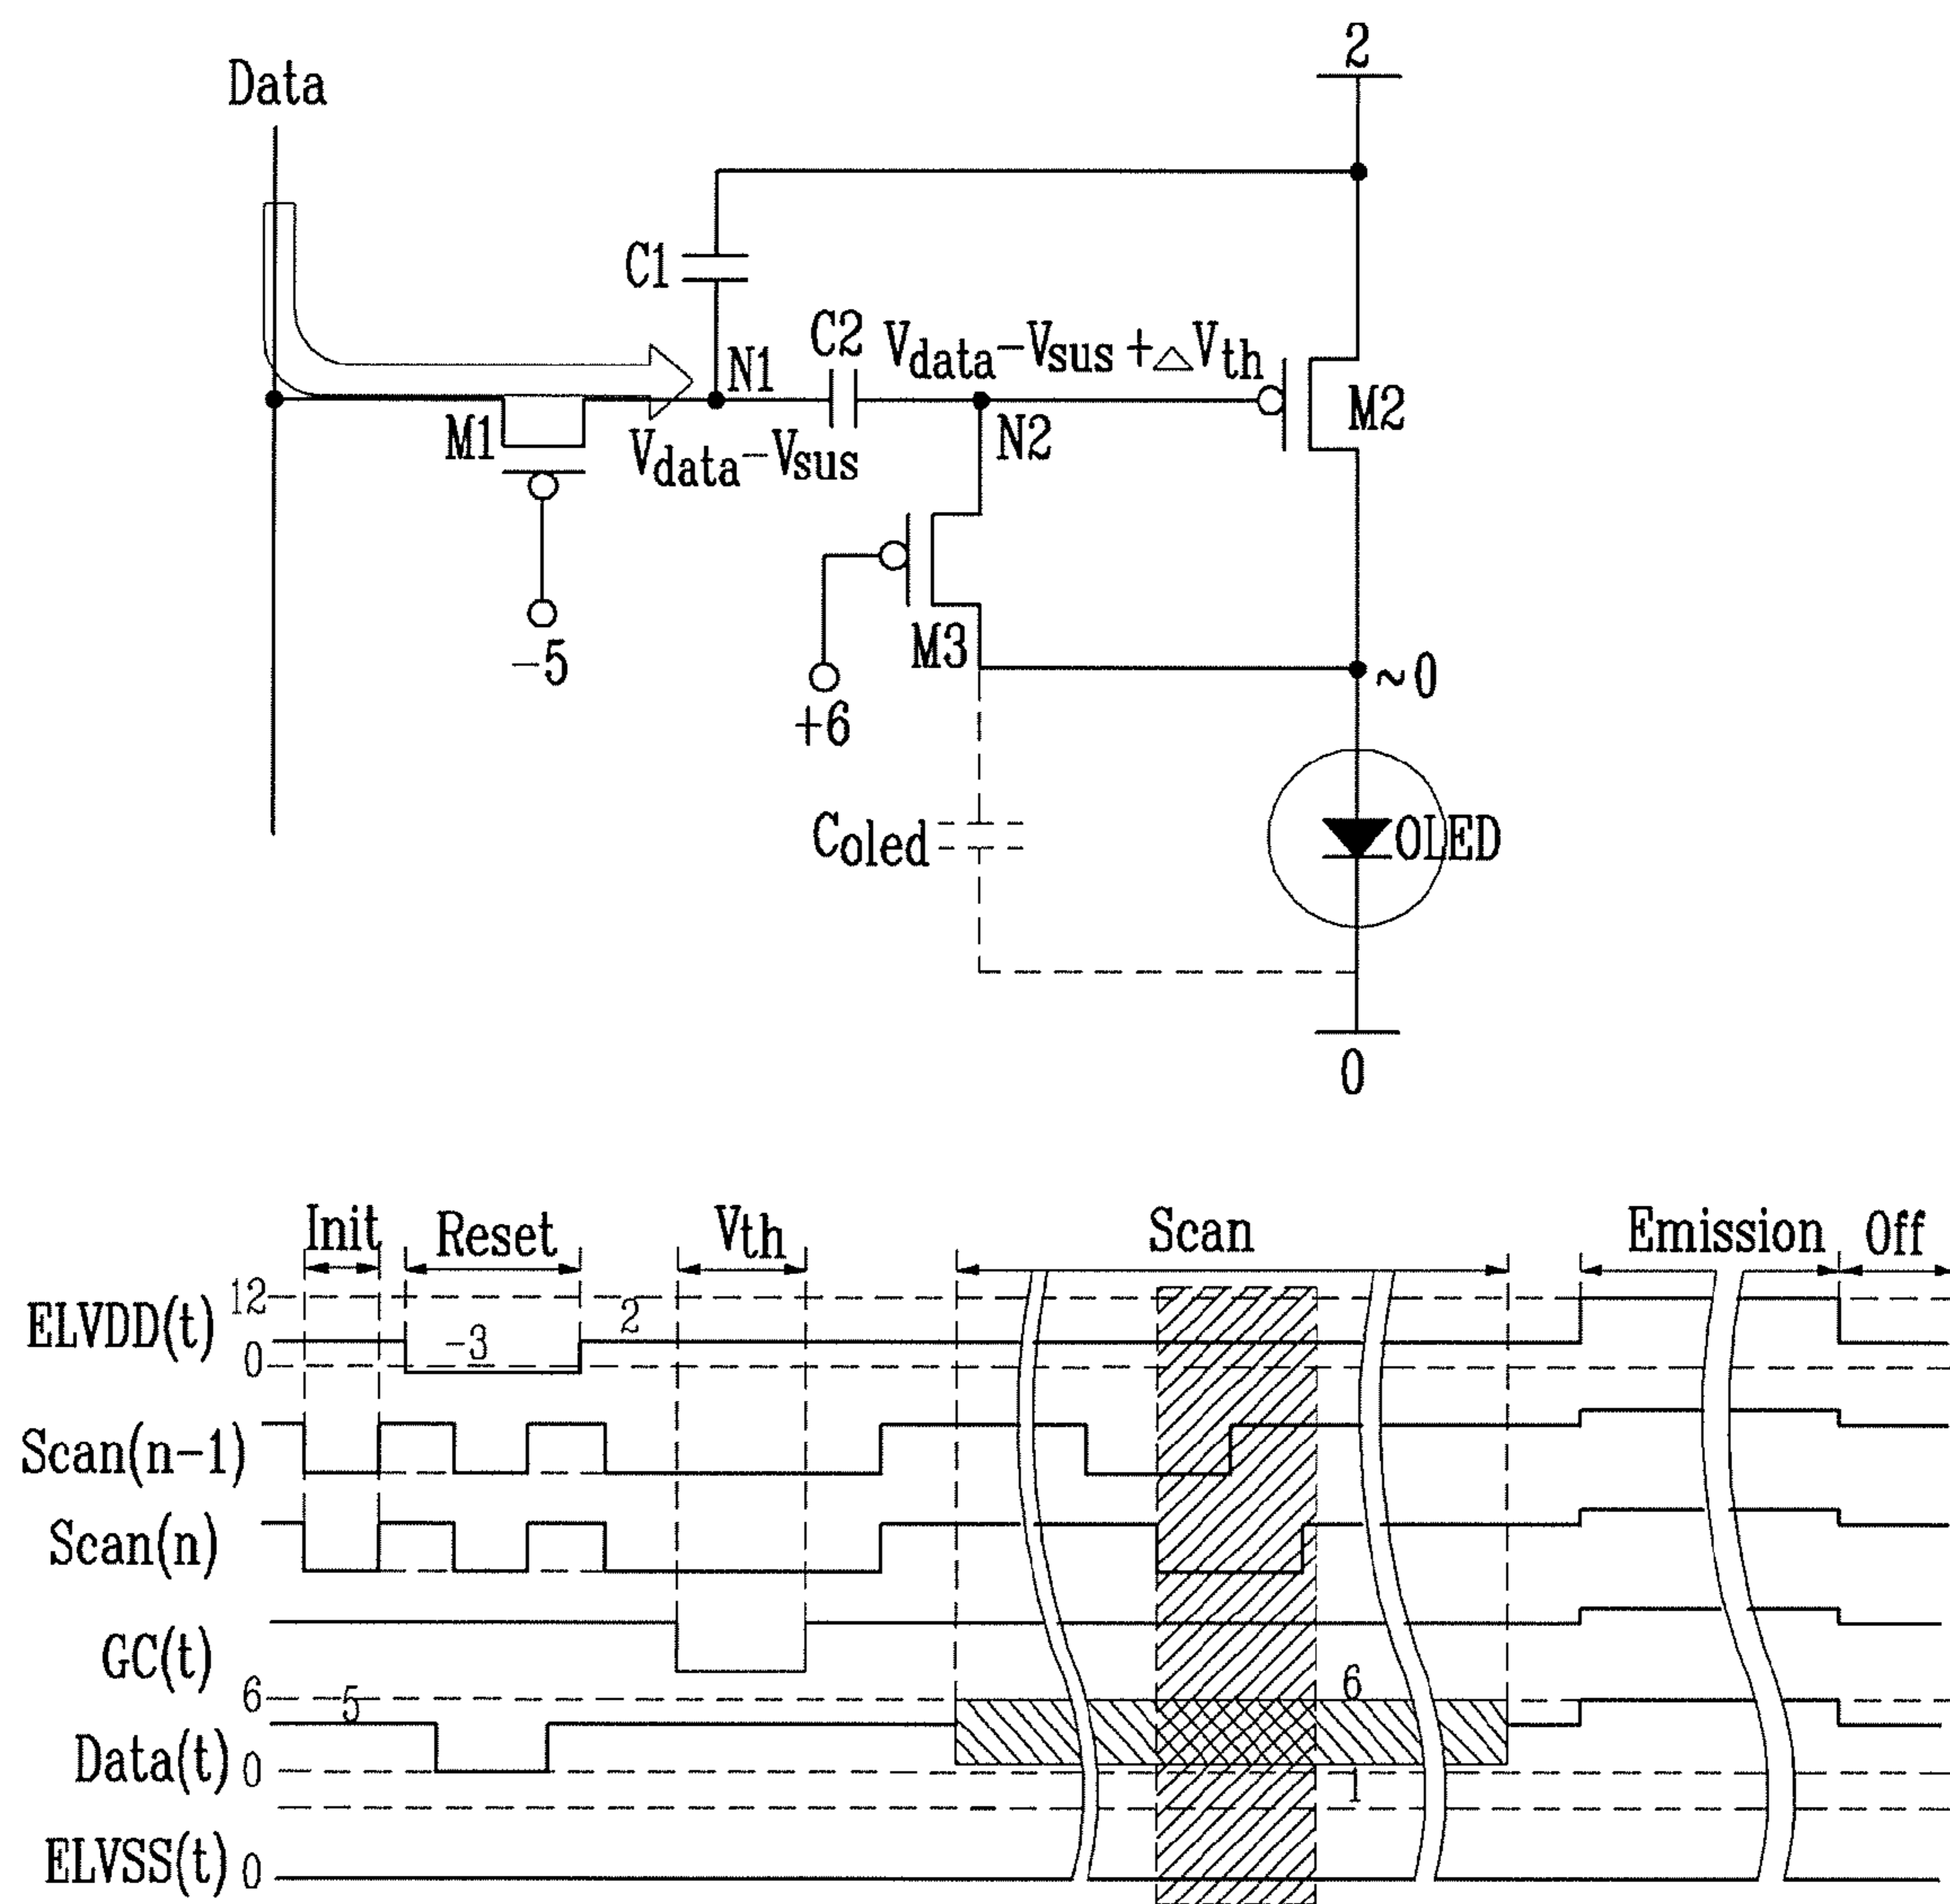 2
Data
C1
C2
Vdata-Vsus+△Vth
N1
M1
Vdata-Vsus
N2
M2
-5
M3
+6
~0
Coled
OLED
0
Init
Reset
Vth
Scan
Emission
Off
ELVDD(t)
12
0
-3
2
Scan(n-1)
Scan(n)
GC(t)
6
5
6
Data(t)
0
1
ELVSS(t)
0